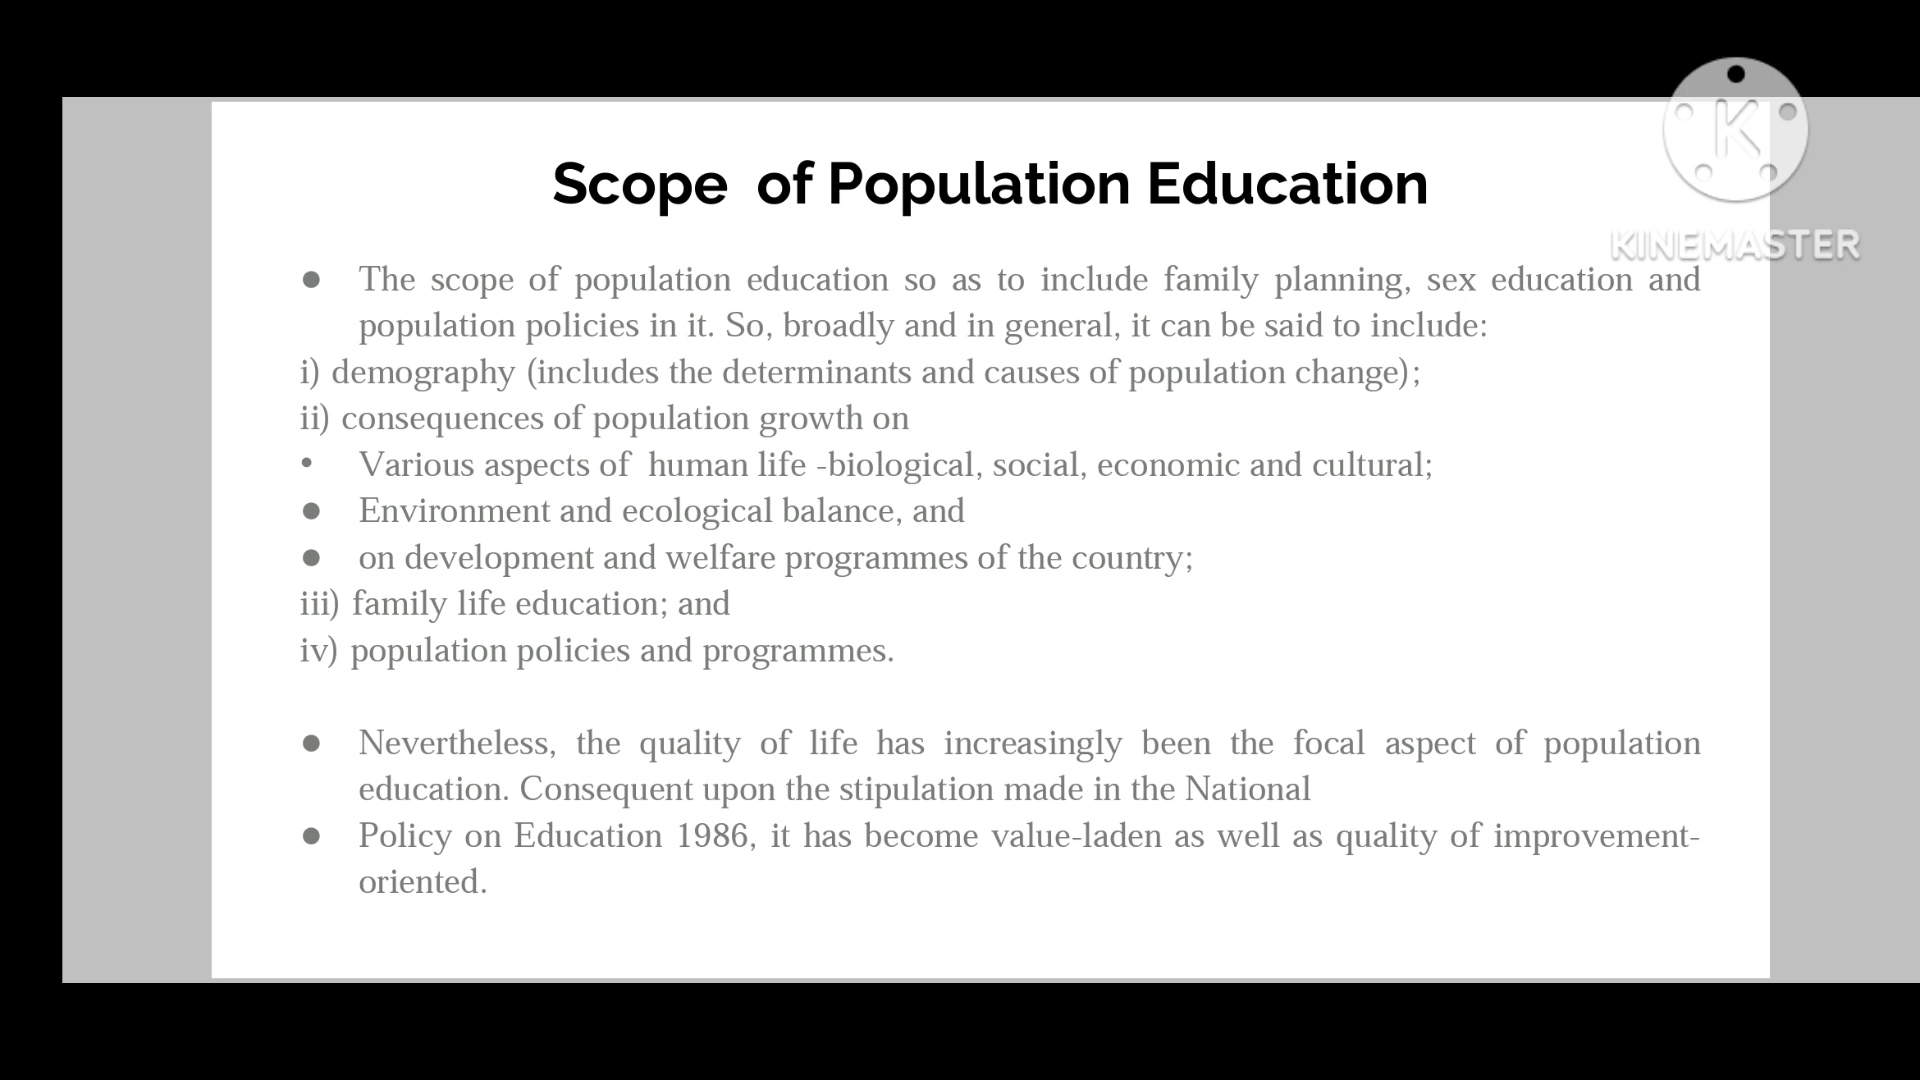 Scope of Population Education
K
KINEMASTER
● The scope of population education so as to include family planning, sex education and
population policies in it. So, broadly and in general, it can be said to include:
i) demography (includes the determinants and causes of population change);
ii) consequences of population growth on
• Various aspects of human life -biological, social, economic and cultural;
● Environment and ecological balance, and
● on development and welfare programmes of the country;
iii) family life education; and
iv) population policies and programmes.
● Nevertheless, the quality of life has increasingly been the focal aspect of population
education. Consequent upon the stipulation made in the National
● Policy on Education 1986, it has become value-laden as well as quality of improvement-
oriented.